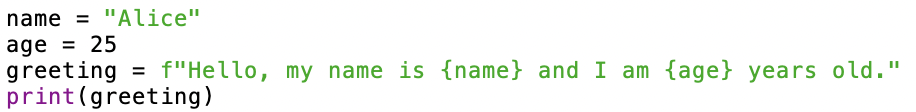 name = "Alice"
age = 25
greeting = f"Hello, my name is {name} and I am {age} years old."
print(greeting)